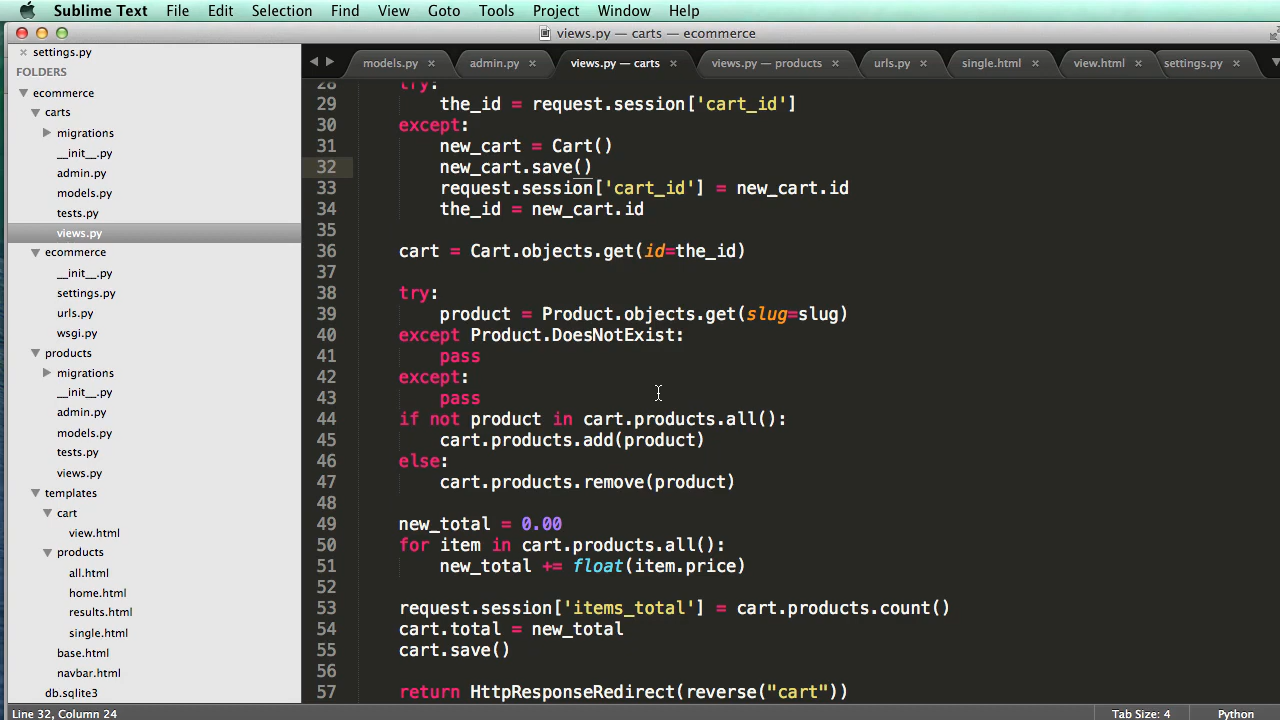 Sublime Text File Edit Selection Find View Goto Tools Project Window Help
views.py — carts — ecommerce
settings.py
FOLDERS
ecommerce
carts
migrations
__init__.py
admin.py
models.py
tests.py
views.py
ecommerce
__init__.py
settings.py
urls.py
wsgi.py
products
migrations
__init__.py
admin.py
models.py
tests.py
views.py
templates
cart
view.html
products
all.html
home.html
results.html
single.html
base.html
navbar.html
db.sqlite3
models.py admin.py views.py — carts views.py — products urls.py single.html view.html settings.py
28 try:
29 the_id = request.session['cart_id']
30 except:
31 new_cart = Cart()
32 new_cart.save()
33 request.session['cart_id'] = new_cart.id
34 the_id = new_cart.id
35
36 cart = Cart.objects.get(id=the_id)
37
38 try:
39 product = Product.objects.get(slug=slug)
40 except Product.DoesNotExist:
41 pass
42 except:
43 pass
44 if not product in cart.products.all():
45 cart.products.add(product)
46 else:
47 cart.products.remove(product)
48
49 new_total = 0.00
50 for item in cart.products.all():
51 new_total += float(item.price)
52
53 request.session['items_total'] = cart.products.count()
54 cart.total = new_total
55 cart.save()
56
57 return HttpResponseRedirect(reverse("cart"))
Line 32, Column 24 Tab Size: 4 Python